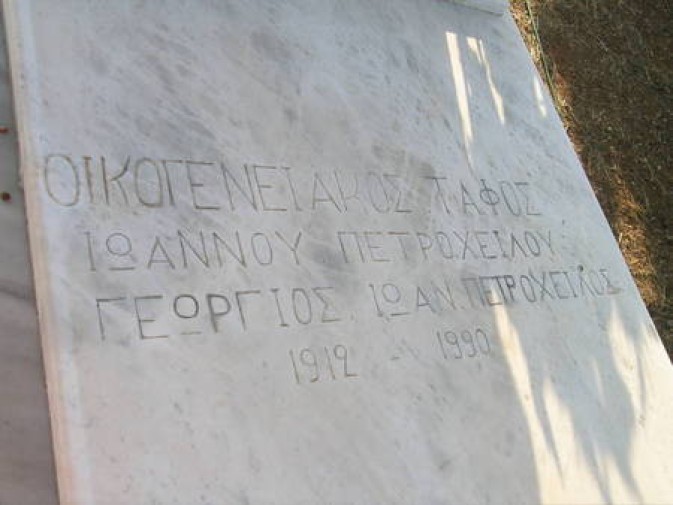 ΟΙΚΟΓΕΝΕΙΑΚΟΣ ΤΑΦΟΣ
ΙΩΑΝΝΟΥ ΠΕΤΡΟΧΕΙΛΟΥ
ΓΕΩΡΓΙΟΣ. ΙΩΑΝ. ΠΕΤΡΟΧΕΙΛΟΣ
1912 - 1990